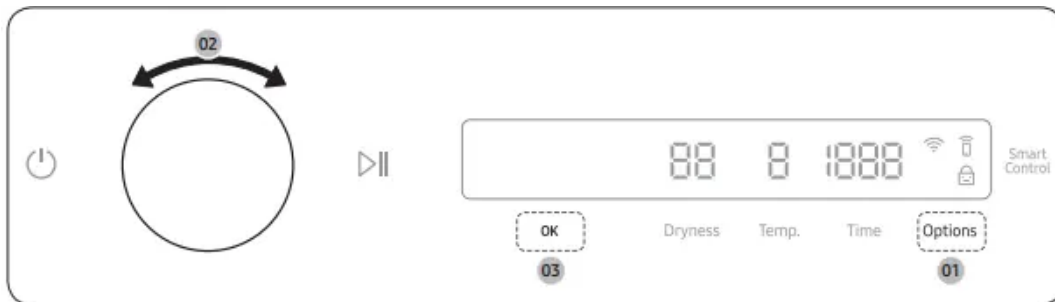 02
88 8 1888
Smart
Control
OK Dryness Temp. Time Options
03 01